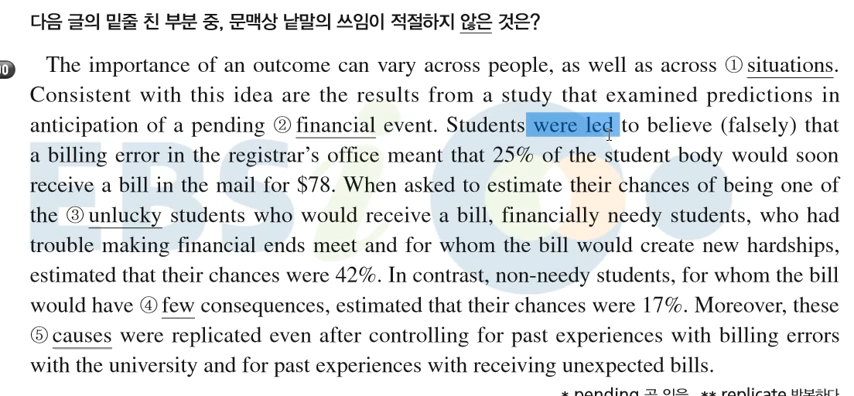 다음 글의 밑줄 친 부분 중, 문맥상 낱말의 쓰임이 적절하지 않은 것은?
The importance of an outcome can vary across people, as well as across ① situations.
Consistent with this idea are the results from a study that examined predictions in
anticipation of a pending ② financial event. Students were led to believe (falsely) that
a billing error in the registrar's office meant that 25% of the student body would soon
receive a bill in the mail for $78. When asked to estimate their chances of being one of
the ③ unlucky students who would receive a bill, financially needy students, who had
trouble making financial ends meet and for whom the bill would create new hardships,
estimated that their chances were 42%. In contrast, non-needy students, for whom the bill
would have ④ few consequences, estimated that their chances were 17%. Moreover, these
⑤ causes were replicated even after controlling for past experiences with billing errors
with the university and for past experiences with receiving unexpected bills.
* pending 곧 있을 ** replicate 반복하다